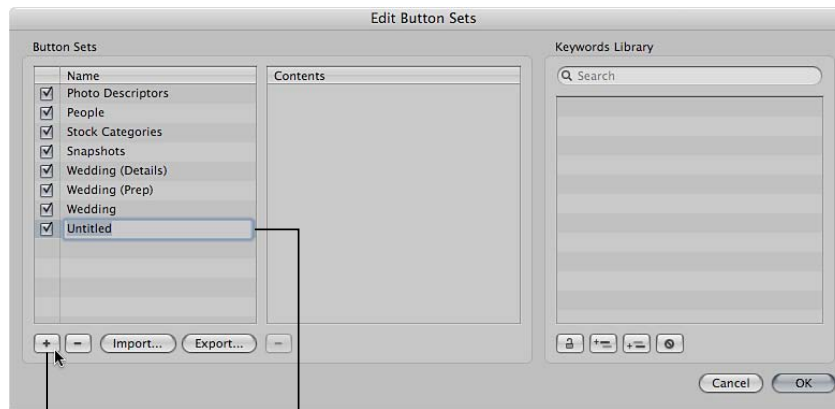 Edit Button Sets
Button Sets
Name
Photo Descriptors
People
Stock Categories
Snapshots
Wedding (Details)
Wedding (Prep)
Wedding
Untitled
Contents
Import...
Export...
Keywords Library
Search
Cancel
OK